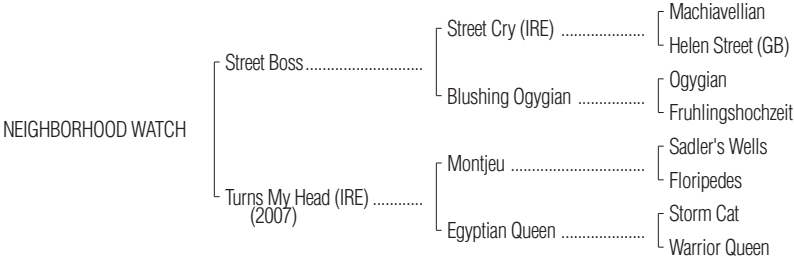 Machiavellian
Street Cry (IRE)
Helen Street (GB)
Street Boss
Ogygian
Blushing Ogygian
Fruhlingshochzeit
NEIGHBORHOOD WATCH
Sadler's Wells
Montjeu
Floripedes
Turns My Head (IRE)
(2007)
Storm Cat
Egyptian Queen
Warrior Queen